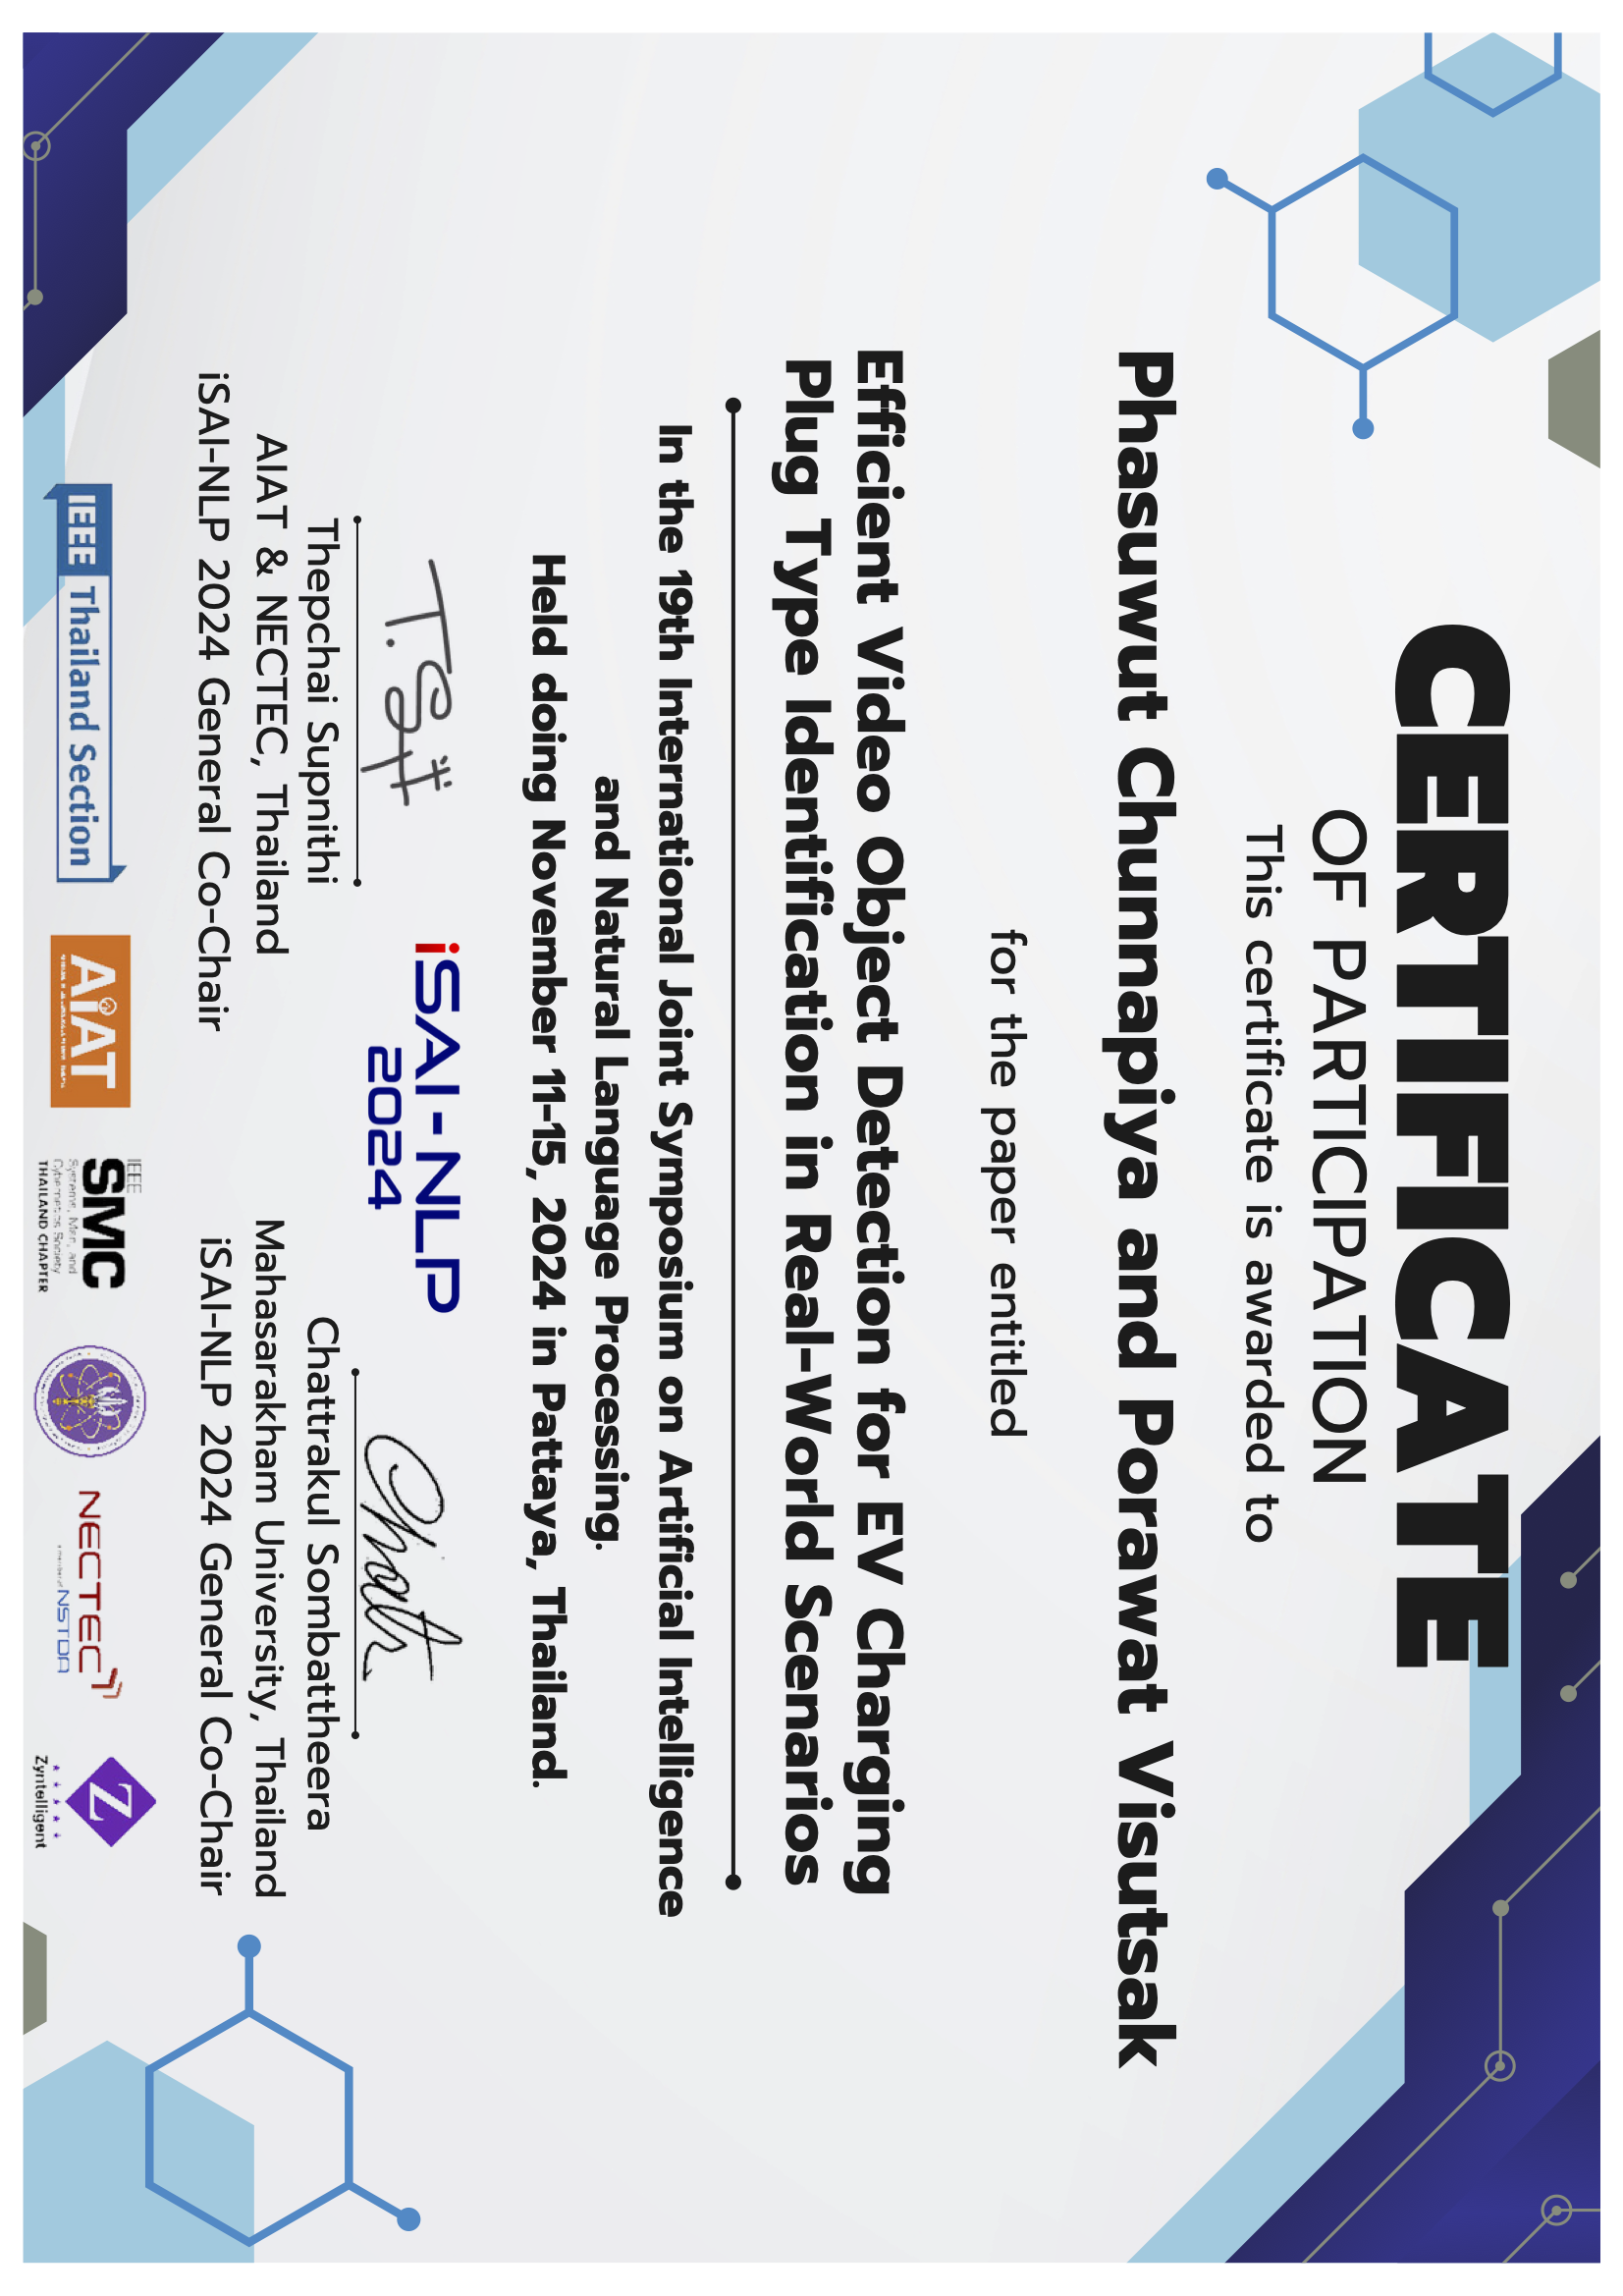 CERTIFICATE
OF PARTICIPATION
This certificate is awarded to
Phasuwut Chunnapiya and Porawat Visutsak
for the paper entitled
Efficient Video Object Detection for EV Charging
Plug Type Identification in Real-World Scenarios
In the 19th International Joint Symposium on Artificial Intelligence
and Natural Language Processing.
Held doing November 11-15, 2024 in Pattaya, Thailand.
T.
Thepchai Supnithi
AIAT & NECTEC, Thailand
iSAI-NLP 2024 General Co-Chair
iSAI-NLP
2024
Chattrakul Sombattheera
Mahasarakham University, Thailand
iSAI-NLP 2024 General Co-Chair
IEEE Thailand Section
AiAT
IEEE
SMC
Systems, Man, and
Cybernetics Society
THAILAND CHAPTER
NECTEC
a member of NSTDA
Z
Zyntelligent